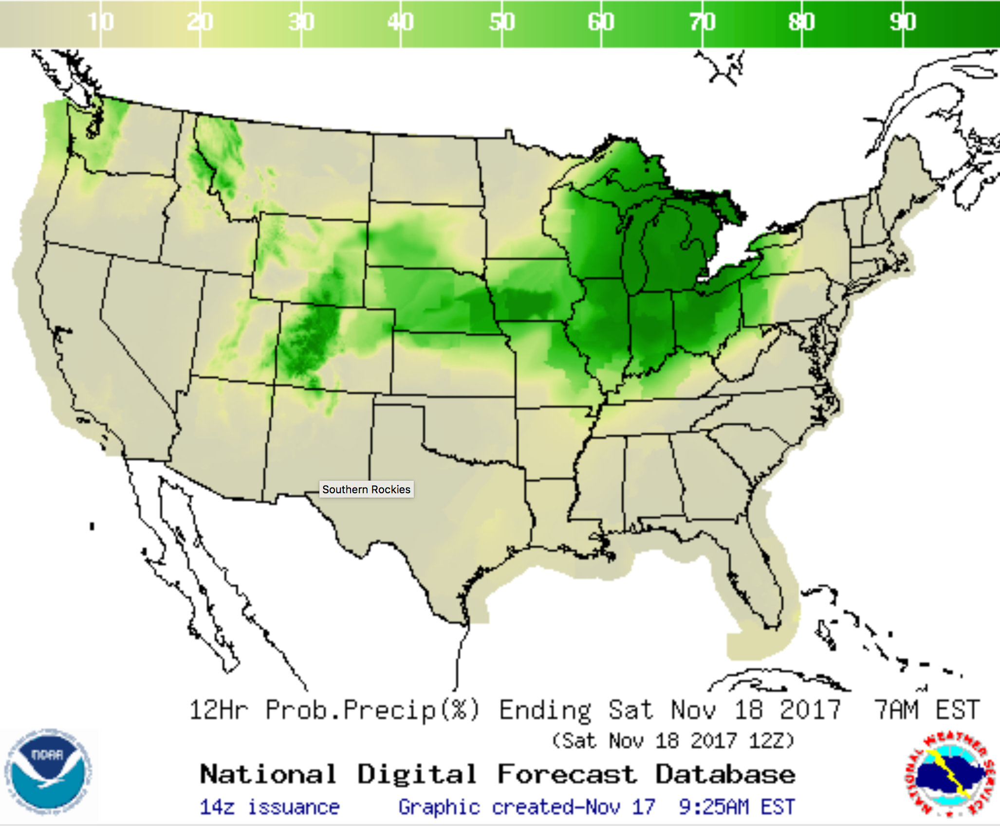 10 20 30 40 50 60 70 80 90
Southern Rockies
12Hr Prob.Precip(%) Ending Sat Nov 18 2017 7AM EST
(Sat Nov 18 2017 12Z)
National Digital Forecast Database
14z issuance Graphic created-Nov 17 9:25AM EST
NOAA
NATIONAL WEATHER SERVICE